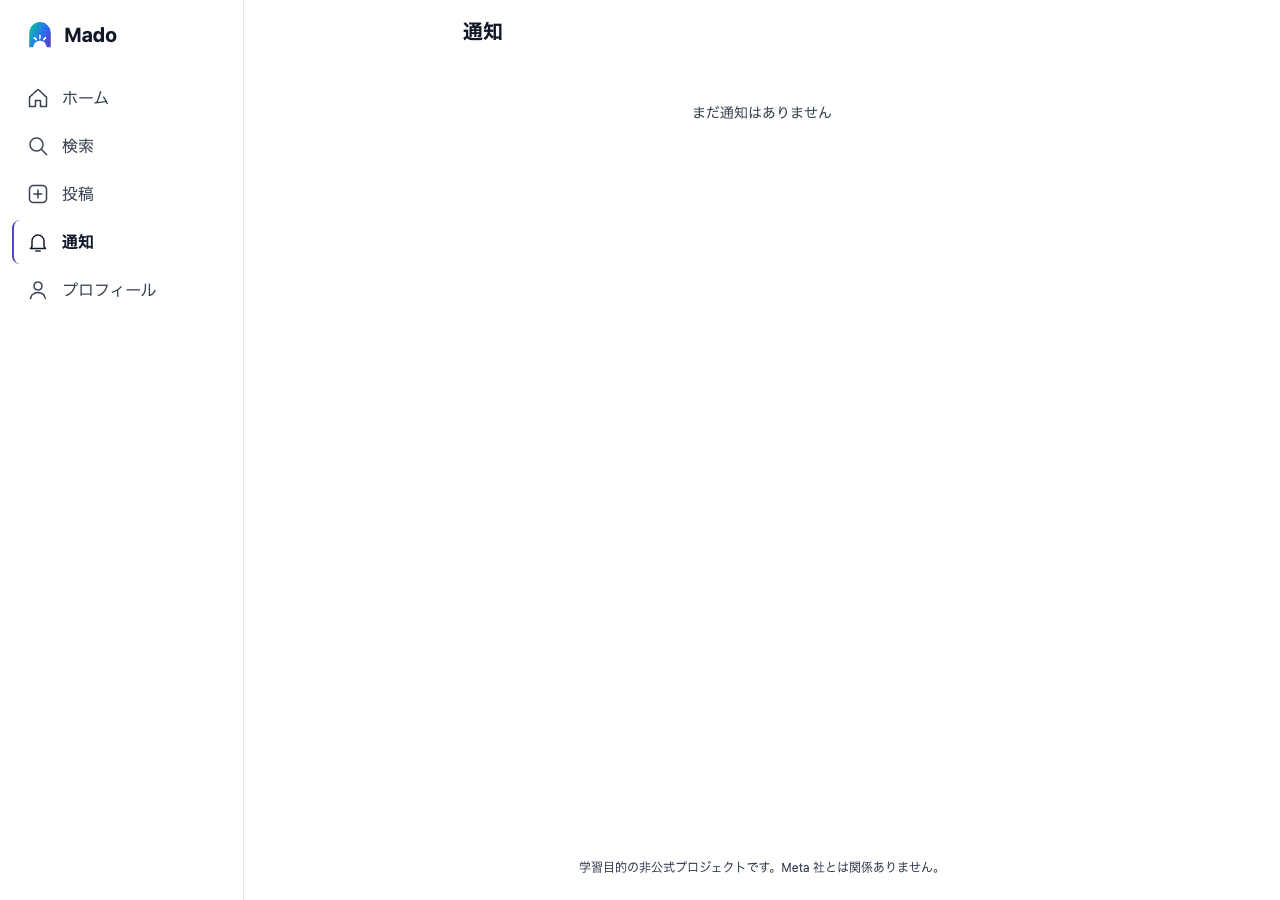 Mado
ホーム
検索
投稿
通知
プロフィール
通知
まだ通知はありません
学習目的の非公式プロジェクトです。Meta 社とは関係ありません。